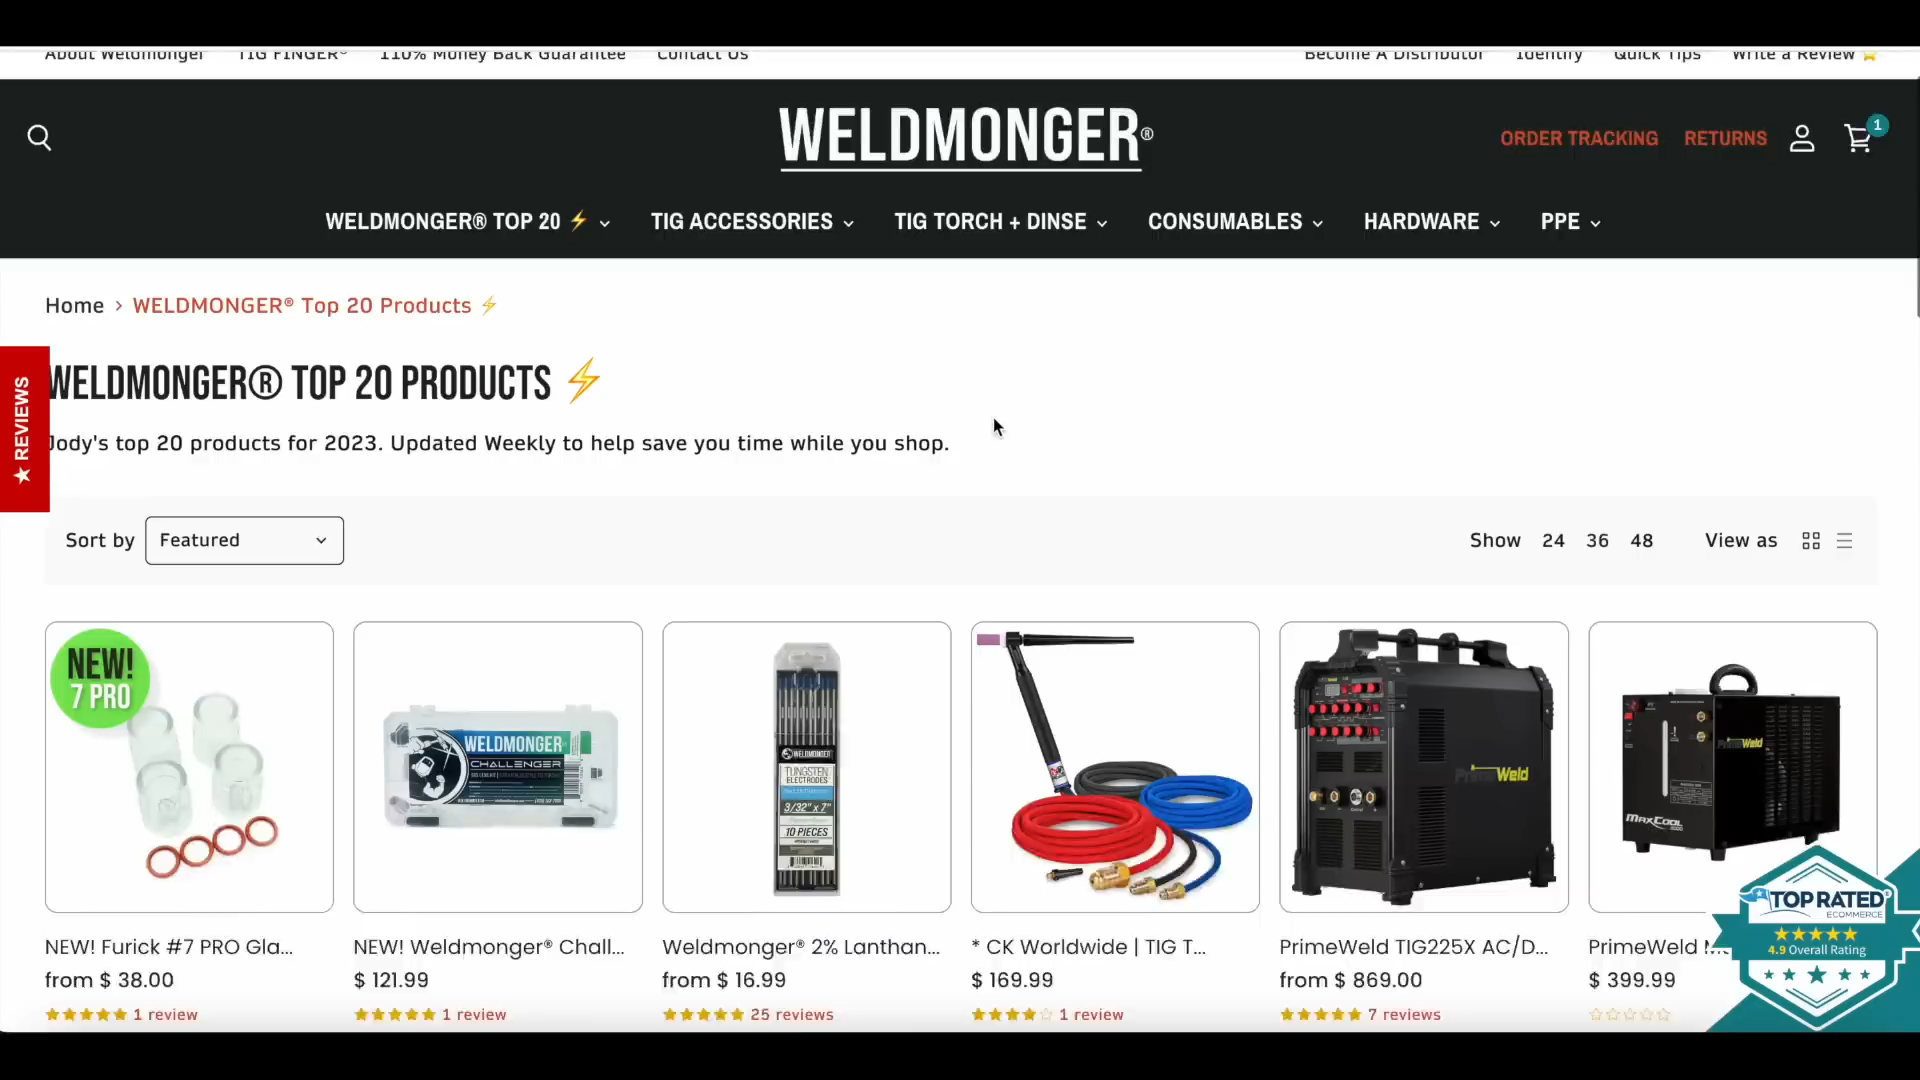 About Weldmonger TIG FINGER® 110% Money Back Guarantee Contact Us Become A Distributor Identify Quick Tips Write a Review ⭐
WELDMONGER®
ORDER TRACKING RETURNS 1
WELDMONGER® TOP 20 ⚡ TIG ACCESSORIES TIG TORCH + DINSE CONSUMABLES HARDWARE PPE
Home > WELDMONGER® Top 20 Products ⚡
WELDMONGER® TOP 20 PRODUCTS ⚡
★ REVIEWS
Jody's top 20 products for 2023. Updated Weekly to help save you time while you shop.
Sort by Featured Show 24 36 48 View as
NEW!
7 PRO
WELDMONGER
CHALLENGER
WELDMONGER
TUNGSTEN
ELECTRODES
3/32" x 7"
10 PIECES
PrimeWeld
PrimeWeld
MAXCOOL
TOP RATED
ECOMMERCE
★★★★★
4.9 Overall Rating
NEW! Furick #7 PRO Gla... NEW! Weldmonger® Chall... Weldmonger® 2% Lanthan... * CK Worldwide | TIG T... PrimeWeld TIG225X AC/D... PrimeWeld
from $ 38.00 $ 121.99 from $ 16.99 $ 169.99 from $ 869.00 $ 399.99
★★★★★ 1 review ★★★★★ 1 review ★★★★★ 25 reviews ★★★★☆ 1 review ★★★★★ 7 reviews ☆☆☆☆☆